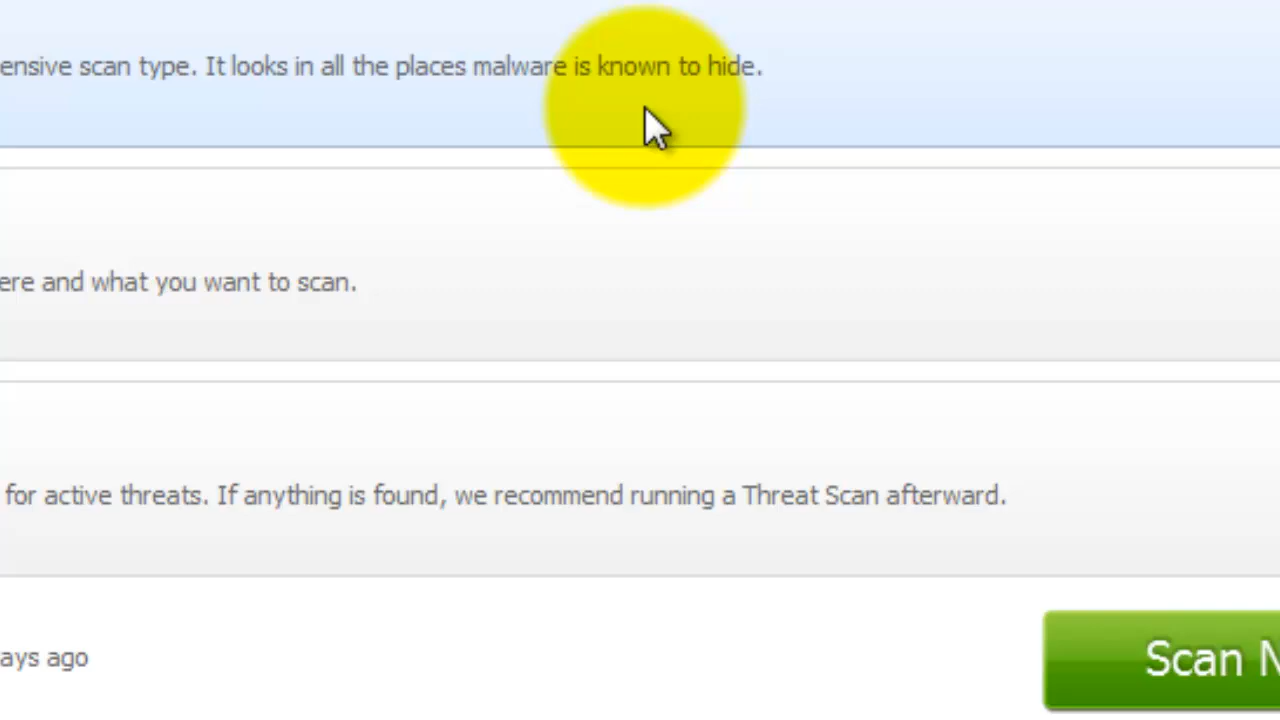 ensive scan type. It looks in all the places malware is known to hide.
ere and what you want to scan.
for active threats. If anything is found, we recommend running a Threat Scan afterward.
ays ago
Scan N